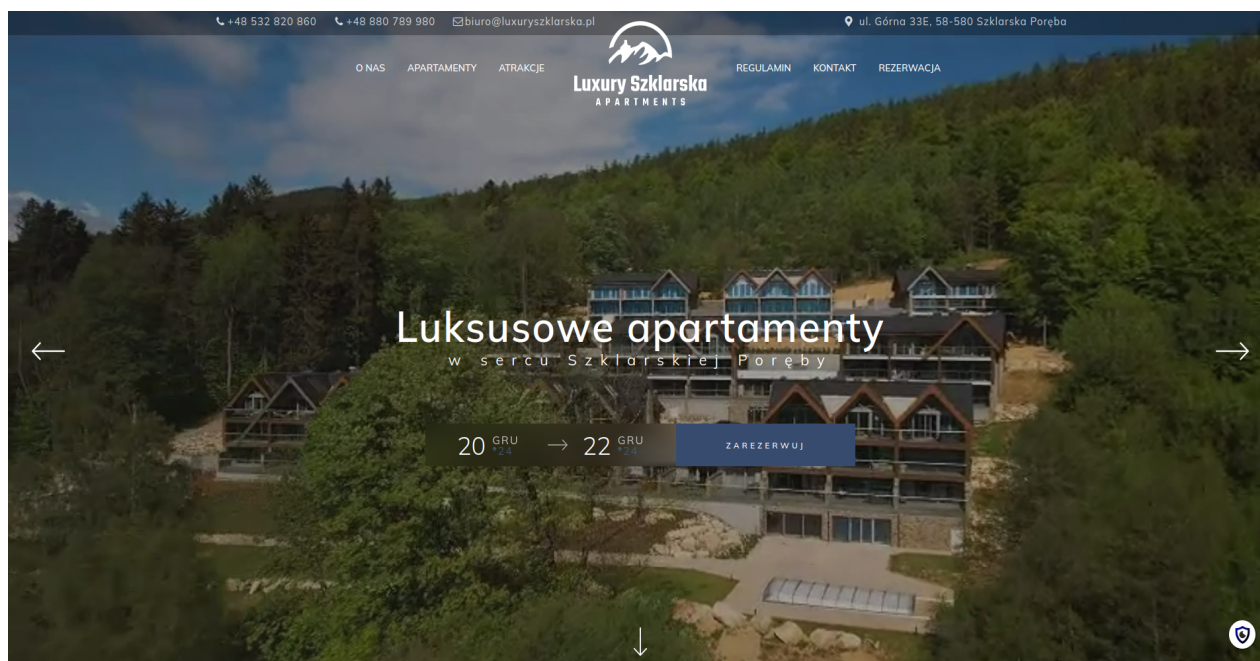 +48 532 820 860 +48 880 789 980 biuro@luxuryszklarska.pl ul. Górna 33E, 58-580 Szklarska Poręba
O NAS APARTAMENTY ATRAKCJE REGULAMIN KONTAKT REZERWACJA
Luxury Szklarska
APARTMENTS
Luksusowe apartamenty
w sercu Szklarskiej Poręby
20 GRU '24 22 GRU '24 ZAREZERWUJ